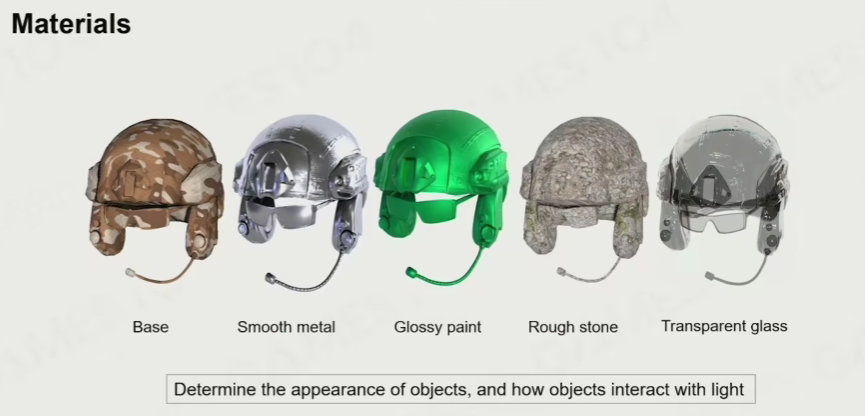 Materials
Base
Smooth metal
Glossy paint
Rough stone
Transparent glass
Determine the appearance of objects, and how objects interact with light